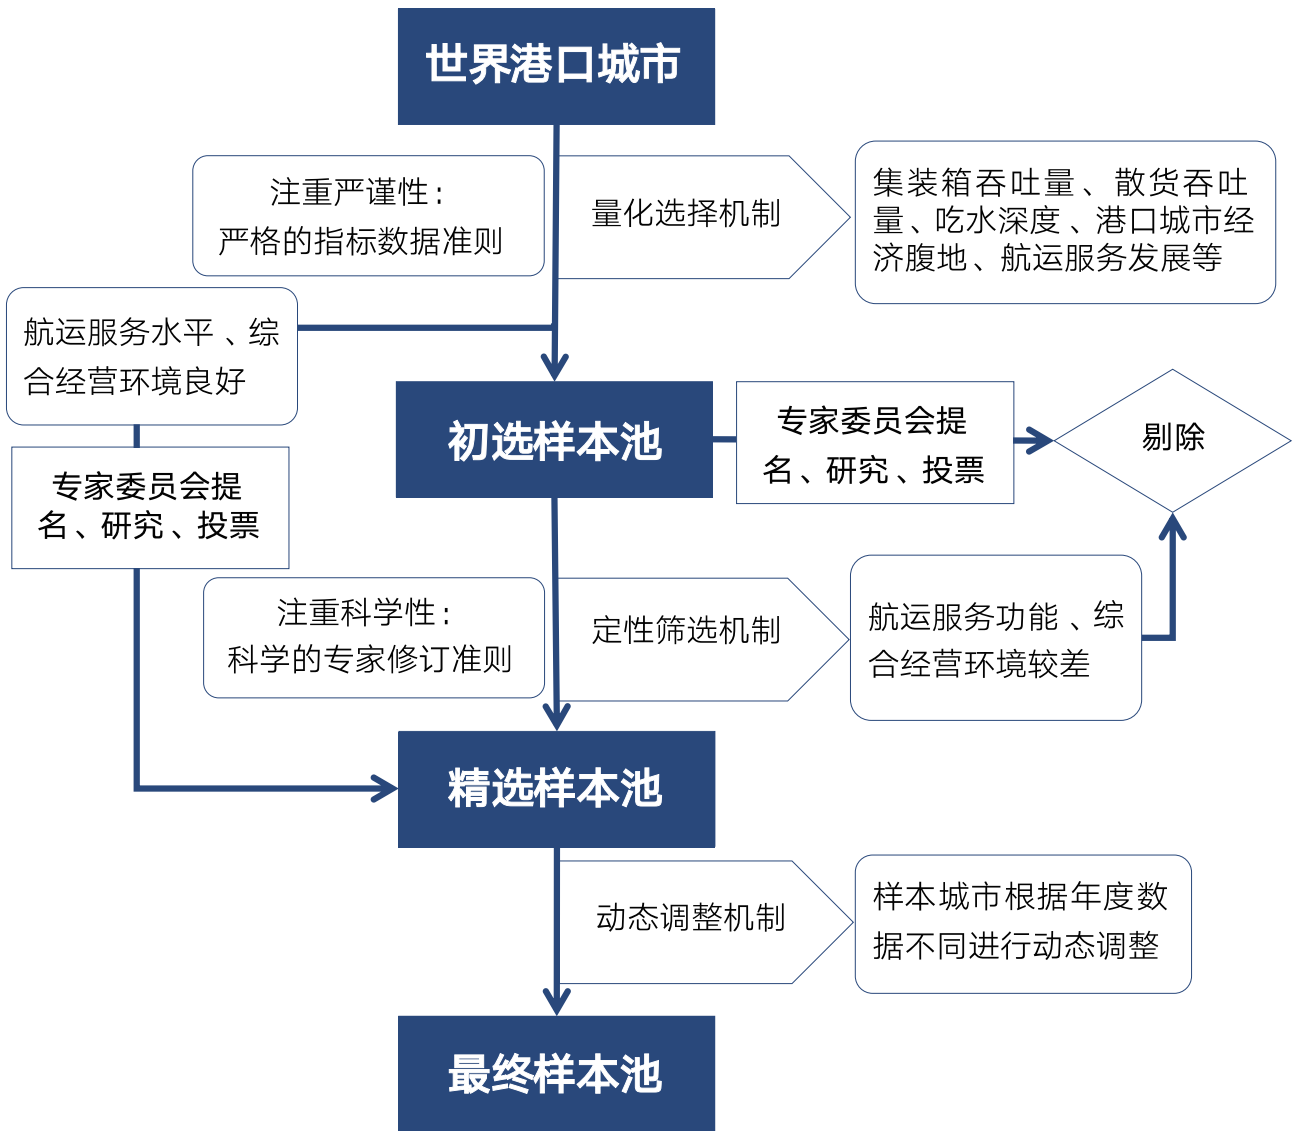 世界港口城市
注重严谨性：
严格的指标数据准则
量化选择机制
集装箱吞吐量、散货吞吐
量、吃水深度、港口城市经
济腹地、航运服务发展等
航运服务水平、综
合经营环境良好
初选样本池
专家委员会提
名、研究、投票
剔除
专家委员会提
名、研究、投票
注重科学性：
科学的专家修订准则
定性筛选机制
航运服务功能、综
合经营环境较差
精选样本池
动态调整机制
样本城市根据年度数
据不同进行动态调整
最终样本池